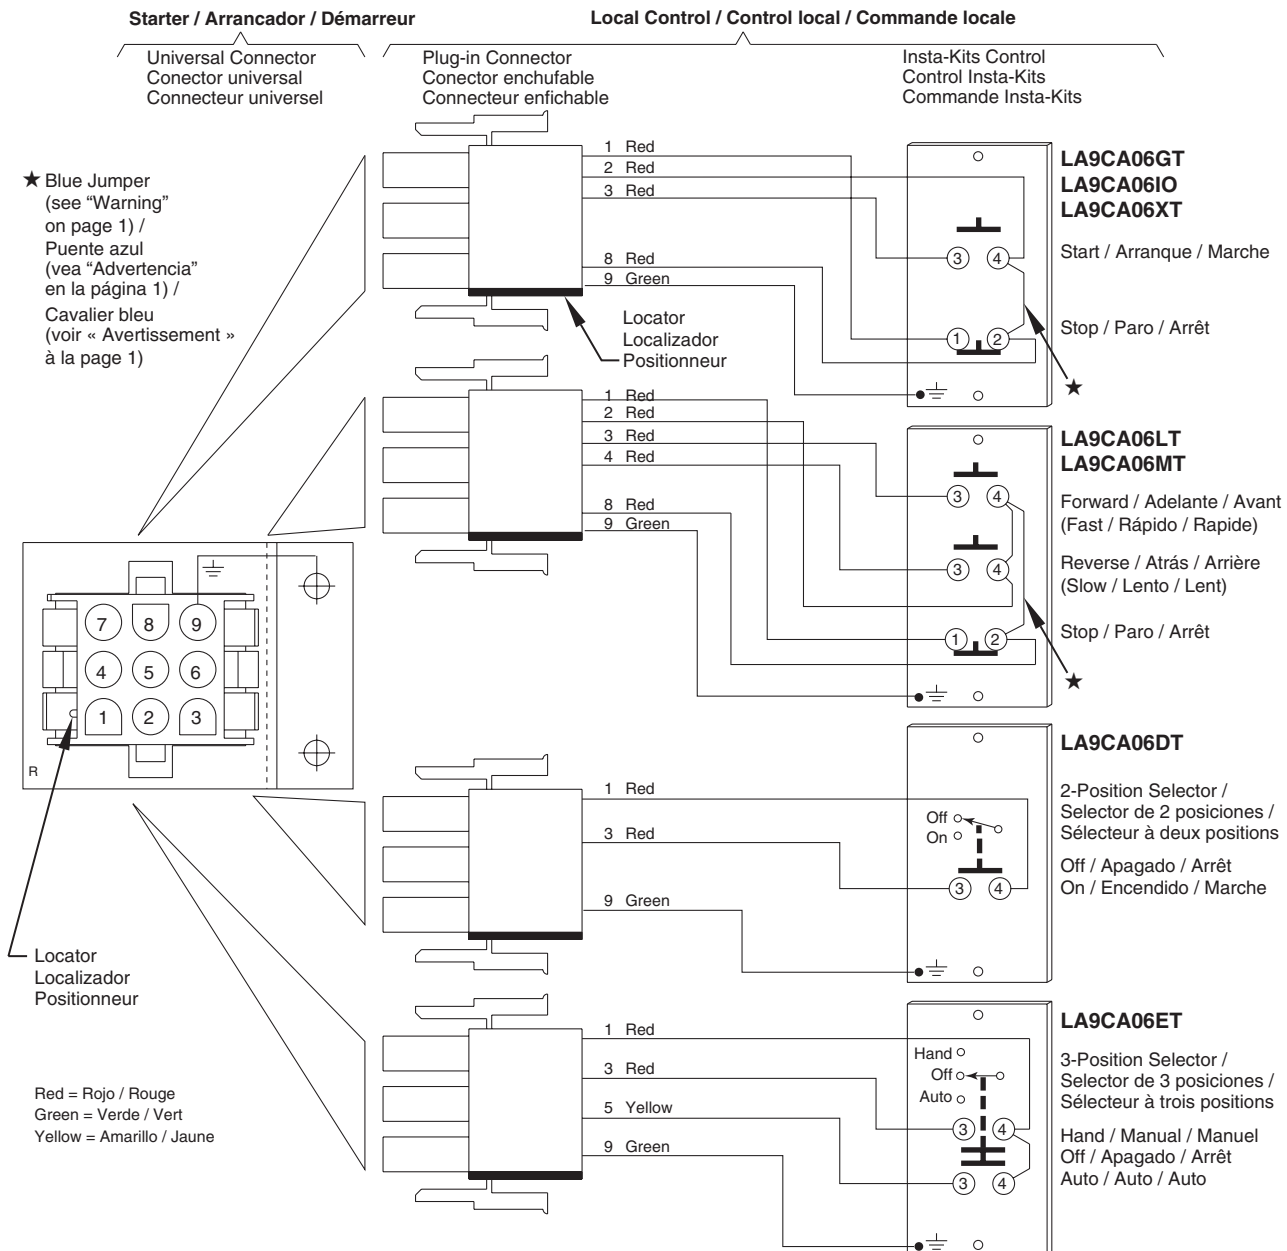 Starter / Arrancador / Démarreur
Local Control / Control local / Commande locale
Universal Connector
Conector universal
Connecteur universel
Plug-in Connector
Conector enchufable
Connecteur enfichable
Insta-Kits Control
Control Insta-Kits
Commande Insta-Kits
★ Blue Jumper
(see “Warning”
on page 1) /
Puente azul
(vea “Advertencia”
en la página 1) /
Cavalier bleu
(voir « Avertissement »
à la page 1)
1 Red
2 Red
3 Red
8 Red
9 Green
Locator
Localizador
Positionneur
LA9CA06GT
LA9CA06IO
LA9CA06XT
3 4
Start / Arranque / Marche
1 2
Stop / Paro / Arrêt
★
1 Red
2 Red
3 Red
4 Red
8 Red
9 Green
LA9CA06LT
LA9CA06MT
3 4
Forward / Adelante / Avant
(Fast / Rápido / Rapide)
3 4
Reverse / Atrás / Arrière
(Slow / Lento / Lent)
1 2
Stop / Paro / Arrêt
★
7 8 9
4 5 6
1 2 3
R
Locator
Localizador
Positionneur
1 Red
3 Red
9 Green
LA9CA06DT
Off
On
3 4
2-Position Selector /
Selector de 2 posiciones /
Sélecteur à deux positions
Off / Apagado / Arrêt
On / Encendido / Marche
1 Red
3 Red
5 Yellow
9 Green
LA9CA06ET
Hand
Off
Auto
3 4
3 4
3-Position Selector /
Selector de 3 posiciones /
Sélecteur à trois positions
Hand / Manual / Manuel
Off / Apagado / Arrêt
Auto / Auto / Auto
Red = Rojo / Rouge
Green = Verde / Vert
Yellow = Amarillo / Jaune